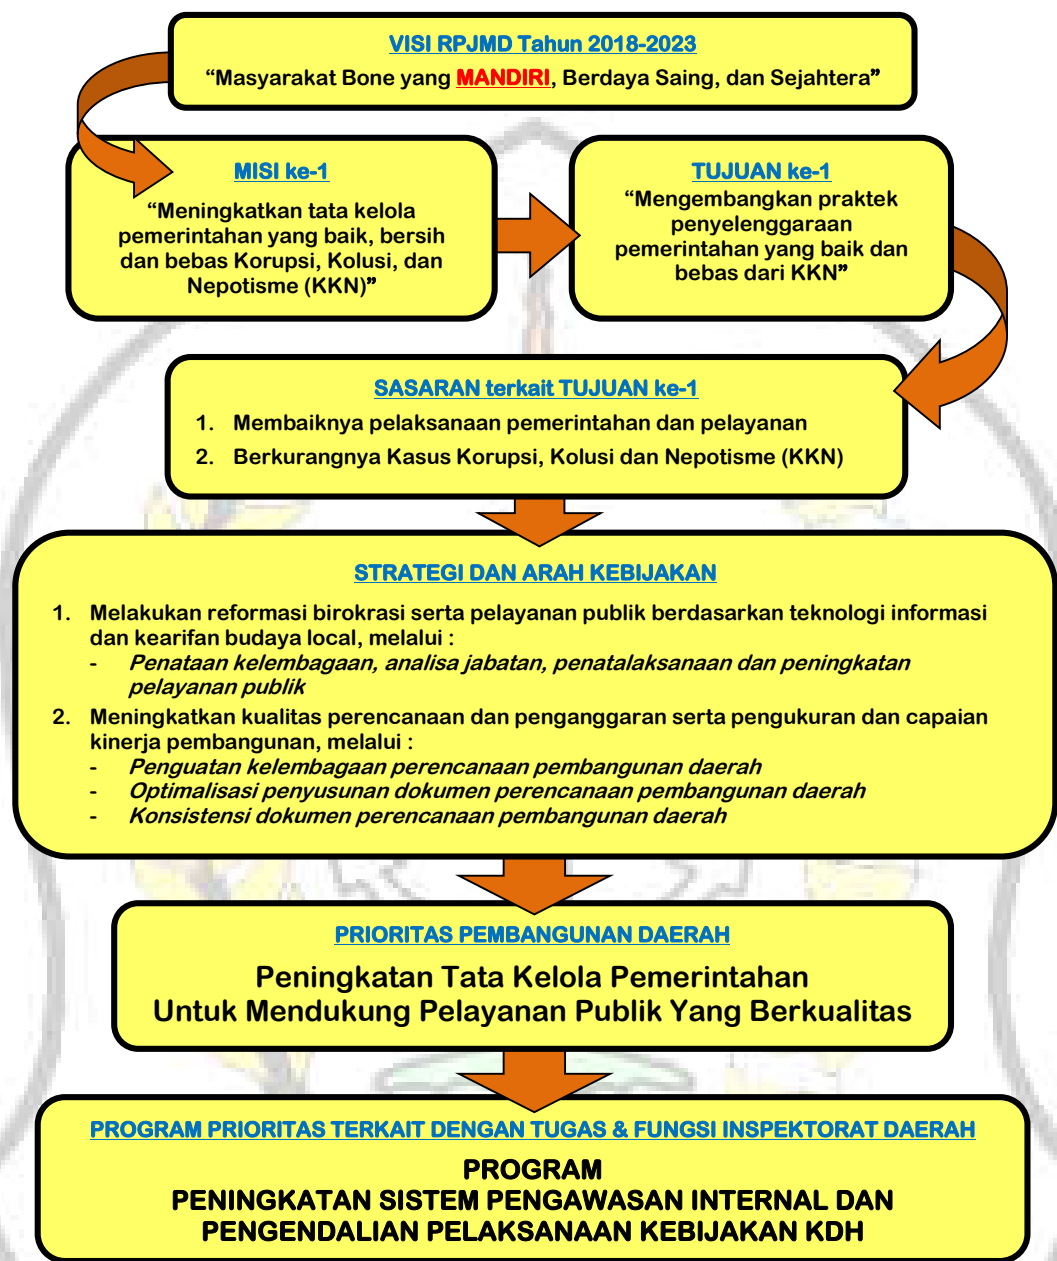 VISI RPJMD Tahun 2018-2023
“Masyarakat Bone yang MANDIRI, Berdaya Saing, dan Sejahtera”
MISI ke-1
“Meningkatkan tata kelola
pemerintahan yang baik, bersih
dan bebas Korupsi, Kolusi, dan
Nepotisme (KKN)”
TUJUAN ke-1
“Mengembangkan praktek
penyelenggaraan
pemerintahan yang baik dan
bebas dari KKN”
SASARAN terkait TUJUAN ke-1
1. Membaiknya pelaksanaan pemerintahan dan pelayanan
2. Berkurangnya Kasus Korupsi, Kolusi dan Nepotisme (KKN)
STRATEGI DAN ARAH KEBIJAKAN
1. Melakukan reformasi birokrasi serta pelayanan publik berdasarkan teknologi informasi
dan kearifan budaya local, melalui :
- Penataan kelembagaan, analisa jabatan, penatalaksanaan dan peningkatan
pelayanan publik
2. Meningkatkan kualitas perencanaan dan penganggaran serta pengukuran dan capaian
kinerja pembangunan, melalui :
- Penguatan kelembagaan perencanaan pembangunan daerah
- Optimalisasi penyusunan dokumen perencanaan pembangunan daerah
- Konsistensi dokumen perencanaan pembangunan daerah
PRIORITAS PEMBANGUNAN DAERAH
Peningkatan Tata Kelola Pemerintahan
Untuk Mendukung Pelayanan Publik Yang Berkualitas
PROGRAM PRIORITAS TERKAIT DENGAN TUGAS & FUNGSI INSPEKTORAT DAERAH
PROGRAM
PENINGKATAN SISTEM PENGAWASAN INTERNAL DAN
PENGENDALIAN PELAKSANAAN KEBIJAKAN KDH